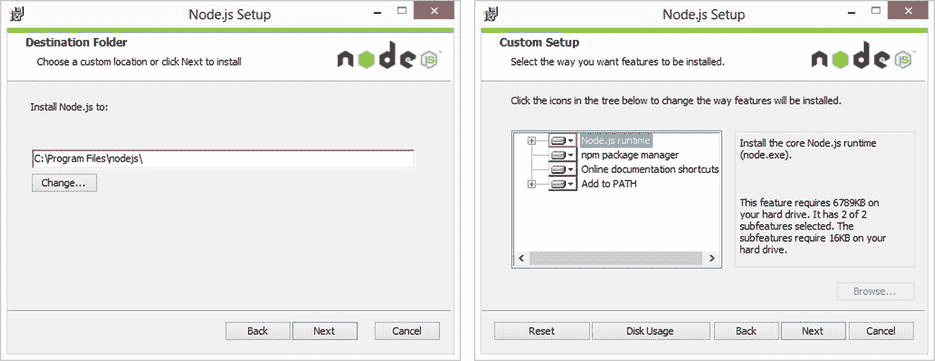 Node.js Setup
Destination Folder
Choose a custom location or click Next to install
node
JS
Install Node.js to:
C:\Program Files\nodejs\
Change...
Back
Next
Cancel
Node.js Setup
Custom Setup
Select the way you want features to be installed.
node
JS
Click the icons in the tree below to change the way features will be installed.
Node.js runtime
npm package manager
Online documentation shortcuts
Add to PATH
Install the core Node.js runtime
(node.exe).
This feature requires 6789KB on
your hard drive. It has 2 of 2
subfeatures selected. The
subfeatures require 16KB on your
hard drive.
Browse...
Reset
Disk Usage
Back
Next
Cancel